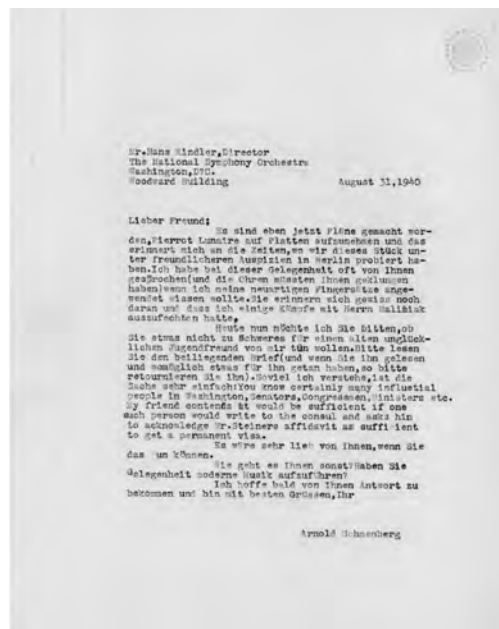 Mr.Hans Kindler,Director
The National Symphony Orchestra
Washington,D?C.
Woodward Building August 31,1940
Lieber Freund;
Es sind eben jetzt Pläne gemacht wor-
den,Pierrot Lunaire auf Platten aufzunehmen und das
erinnert mich an die Zeiten,wo wir dieses Stück un-
ter freundlicheren Auspizien in Berlin probiert ha-
ben.Ich habe bei dieser Gelegenheit oft von Ihnen
gesprochen(und die Ohren müssten Ihnen geklungen
haben)wenn ich meine neuartigen Fingersätze ange-
wendet wissen wollte.Sie erinnern sich gewiss noch
daran und dass ich einige Kämpfe mit Herrn
auszufechten hatte.
Heute nun möchte ich Sie bitten,ob
Sie etwas nicht zu Schweres für einen alten unglück-
lichen Jugendfreund von mir tun wollen.Bitte lesen
Sie den beiliegenden Brief(und wenn Sie ihn gelesen
und womöglich etwas für ihn getan haben,so bitte
retournieren Sie ihn).Soviel ich verstehe,ist die
Sache sehr einfach:You know certainly many influetial
people in Washington,Senators,Congressmen,Ministers etc.
My friend contends it would be sufficient if one
such person would write to the consul and asks him
to acknowledge Mr.Steiners affidavit as sufficient
to get a permanent visa.
Es wäre sehr lieb von Ihnen,wenn Sie
das un können.
Wie geht es Ihnen sonst?Haben Sie
Gelegenheit moderne Musik aufzuführen?
Ich hoffe bald von Ihnen Antwort zu
bekommen und bin mit besten Grüssen,Ihr
Arnold Schoenberg